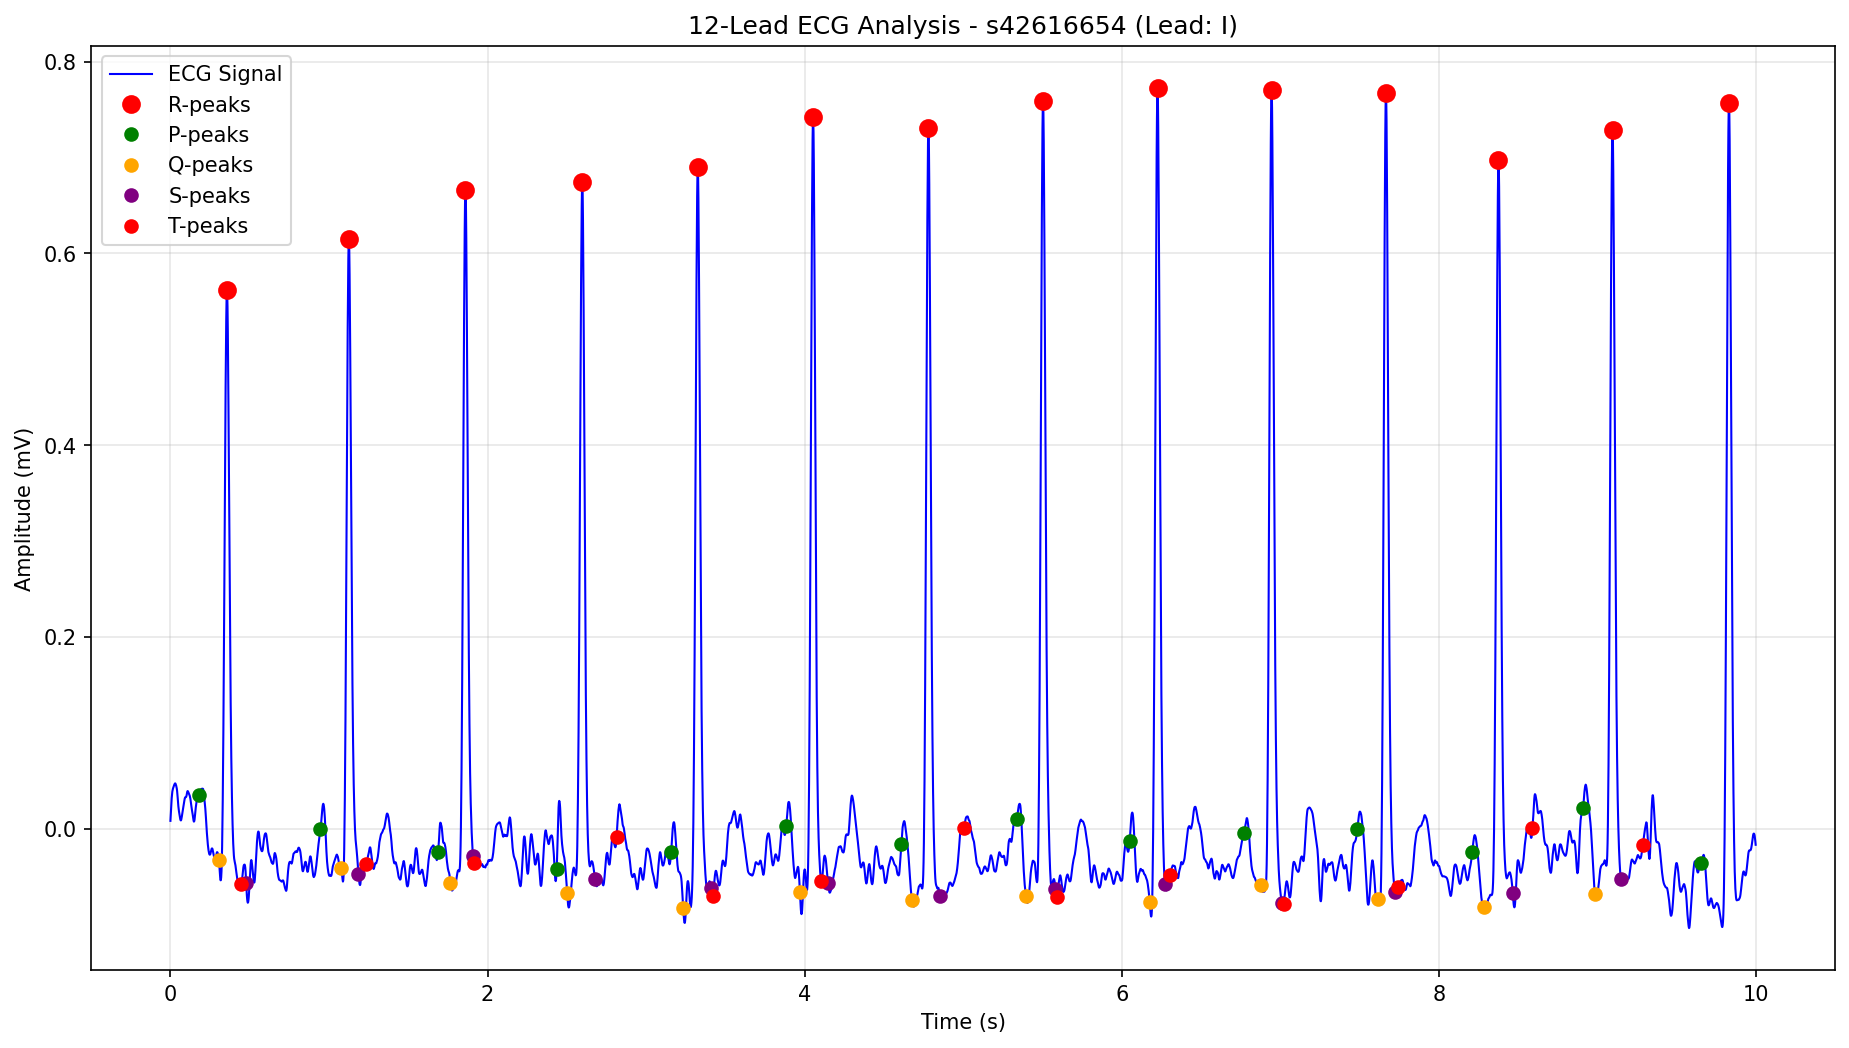 12-Lead ECG Analysis - s42616654 (Lead: I)
ECG Signal
R-peaks
P-peaks
Q-peaks
S-peaks
T-peaks
Amplitude (mV)
0.8
0.6
0.4
0.2
0.0
0 2 4 6 8 10
Time (s)